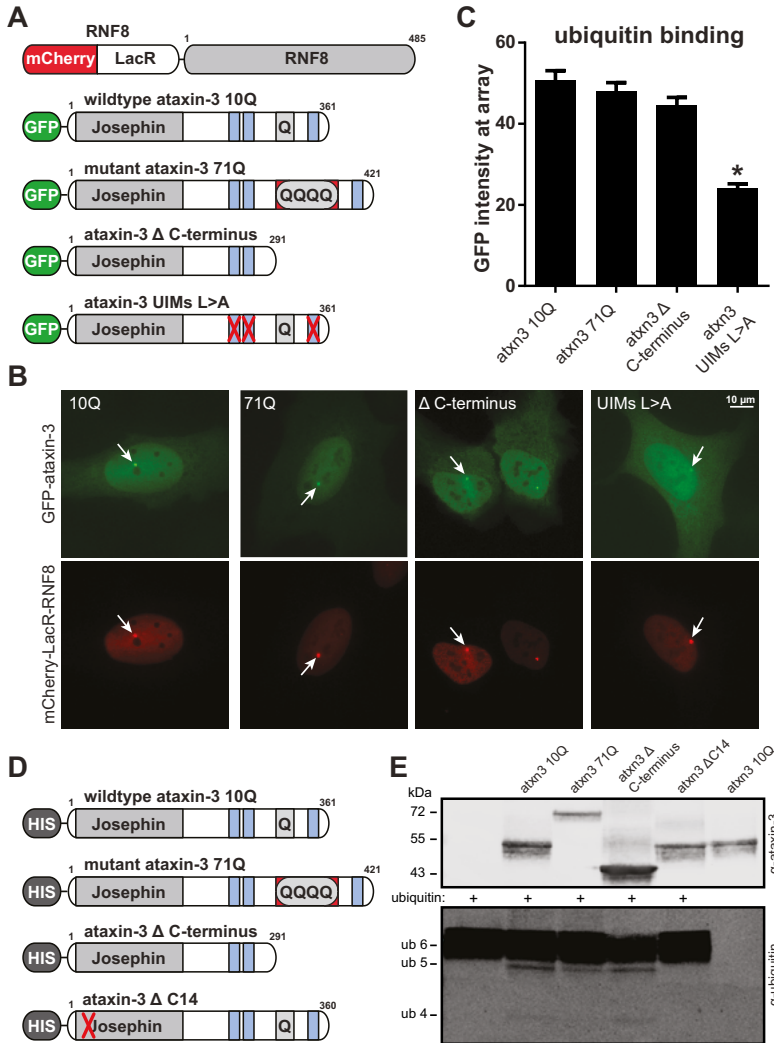 A
RNF8
1
485
mCherry
LacR
RNF8
wildtype ataxin-3 10Q
1
361
GFP
Josephin
Q
mutant ataxin-3 71Q
1
421
GFP
Josephin
QQQQ
ataxin-3 Δ C-terminus
1
291
GFP
Josephin
ataxin-3 UIMs L>A
1
361
GFP
Josephin
Q
C
ubiquitin binding
GFP intensity at array
60
40
20
0
*
atxn3 10Q
atxn3 71Q
atxn3 Δ
C-terminus
atxn3
UIMs L>A
B
GFP-ataxin-3
mCherry-LacR-RNF8
10Q
71Q
Δ C-terminus
UIMs L>A
10 µm
D
wildtype ataxin-3 10Q
1
361
HIS
Josephin
Q
mutant ataxin-3 71Q
1
421
HIS
Josephin
QQQQ
ataxin-3 Δ C-terminus
1
291
HIS
Josephin
ataxin-3 Δ C14
1
360
HIS
Josephin
Q
E
atxn3 10Q
atxn3 71Q
atxn3 Δ
C-terminus
atxn3 ΔC14
atxn3 10Q
kDa
72
55
43
α-ataxin-3
ubiquitin: + + + + +
ub 6
ub 5
ub 4
α-ubiquitin